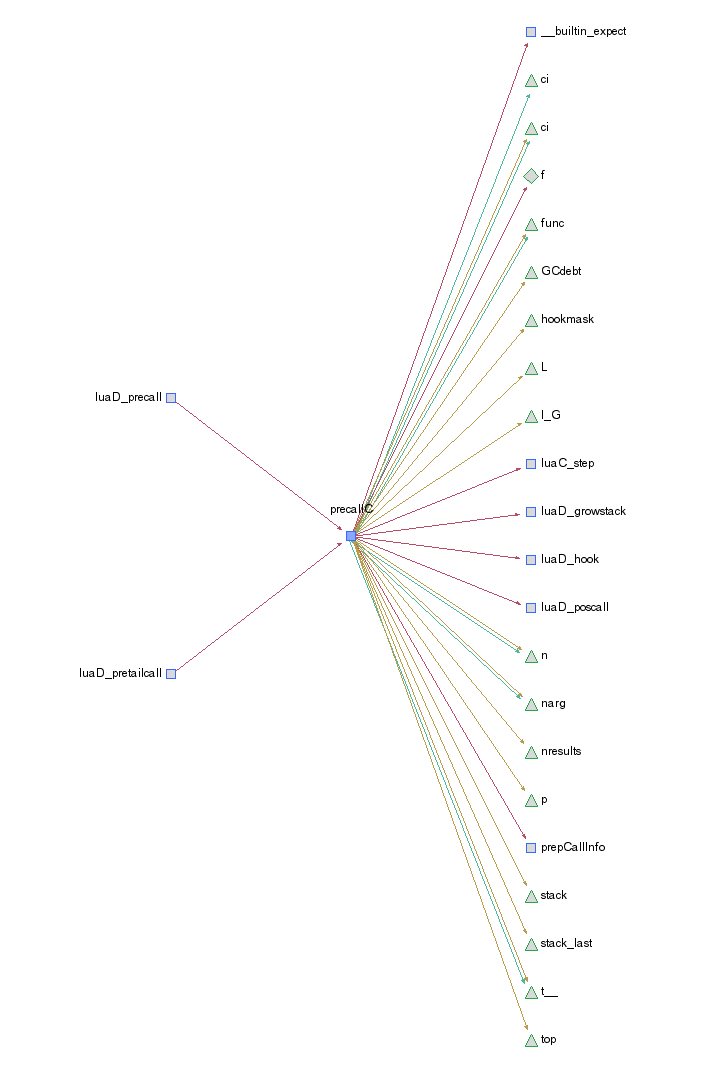 __builtin_expect
ci
ci
f
func
GCdebt
hookmask
L
luaD_precall
l_G
luaC_step
precallC
luaD_growstack
luaD_hook
luaD_poscall
n
luaD_pretailcall
narg
nresults
p
prepCallInfo
stack
stack_last
t__
top